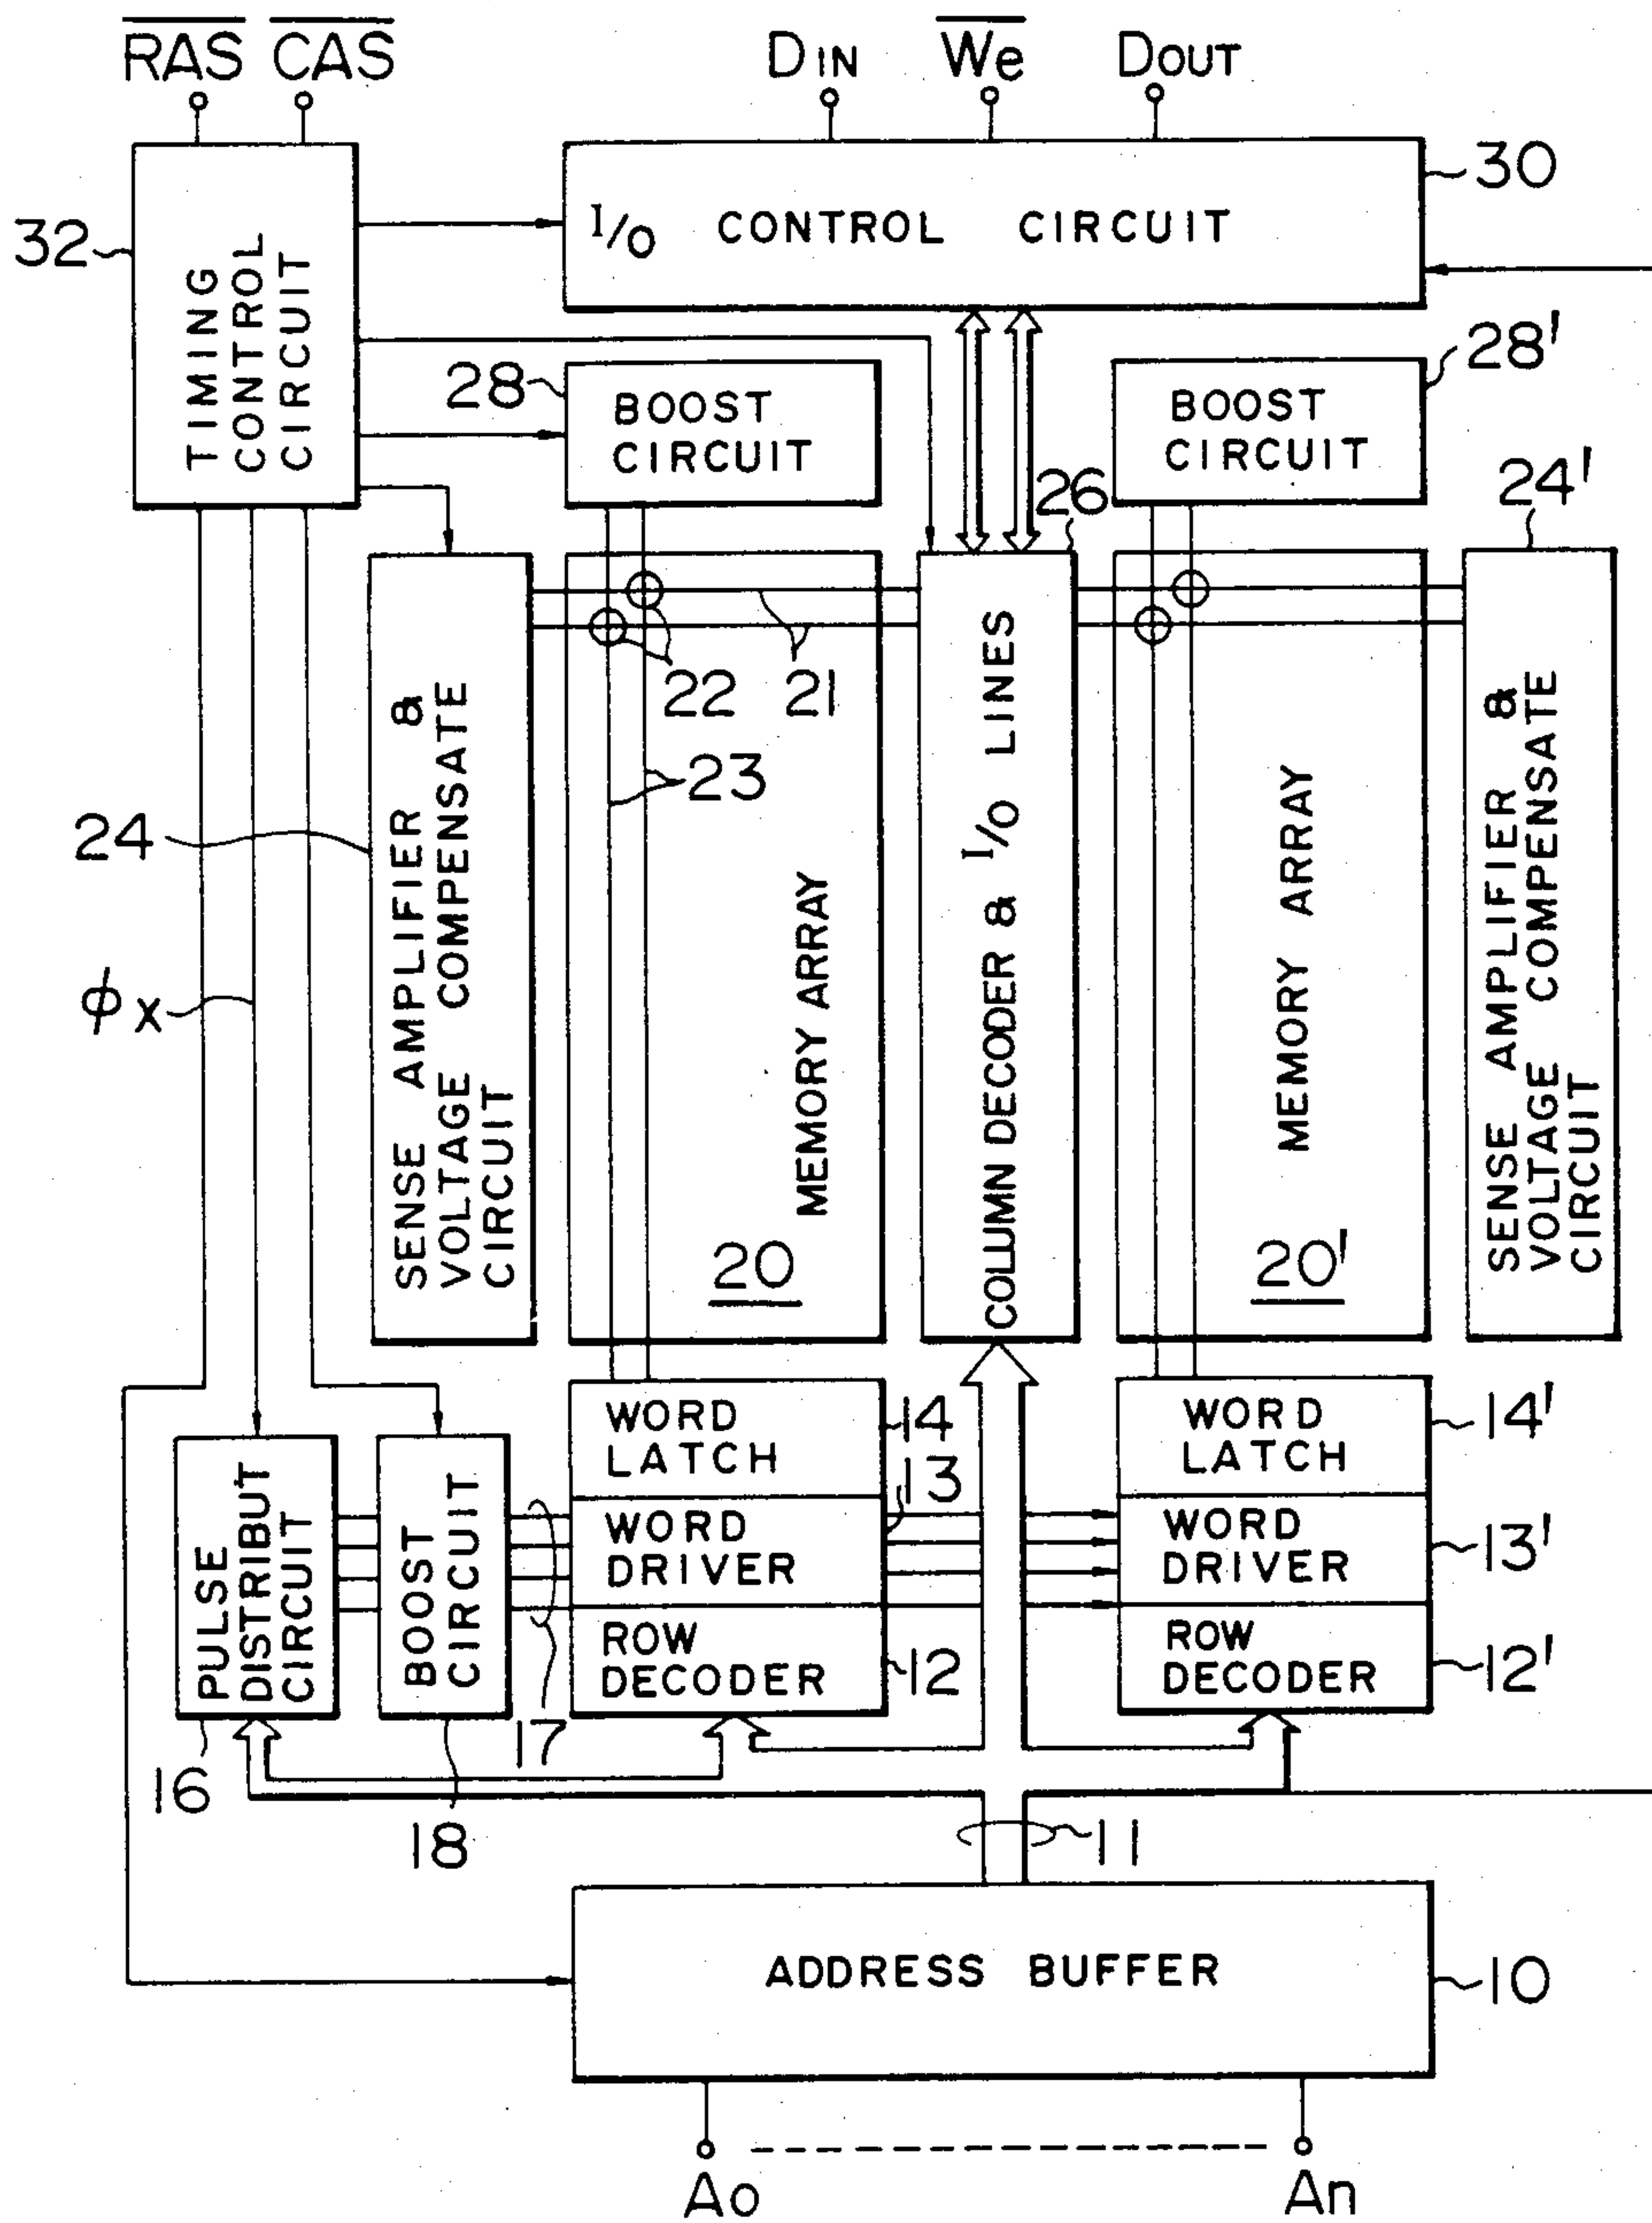 RAS CAS DIN We DOUT
30
I/O CONTROL CIRCUIT
32
TIMING
CONTROL
CIRCUIT
28
BOOST
CIRCUIT
28'
BOOST
CIRCUIT
26
24'
22 21
23
24
SENSE AMPLIFIER &
VOLTAGE COMPENSATE
CIRCUIT
MEMORY ARRAY
20
COLUMN DECODER & I/O LINES
MEMORY ARRAY
20'
SENSE AMPLIFIER &
VOLTAGE COMPENSATE
CIRCUIT
ϕx
WORD
LATCH
14
13
WORD
LATCH
14'
PULSE
DISTRIBUT
CIRCUIT
BOOST
CIRCUIT
WORD
DRIVER
WORD
DRIVER
13'
ROW
DECODER
12
ROW
DECODER
12'
16
17
18
11
ADDRESS BUFFER
10
Ao An